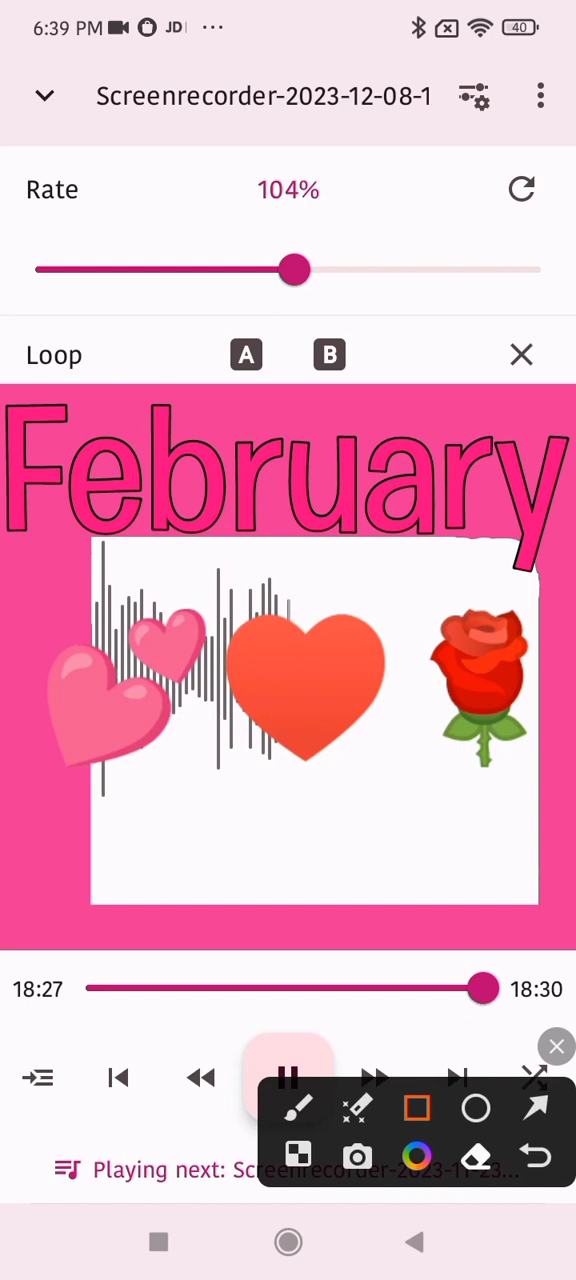 6:39 PM JD ... 40
Screenrecorder-2023-12-08-1
Rate 104%
Loop A B
February
18:27 18:30
Playing next: Screenrecorder-2023-11-23...